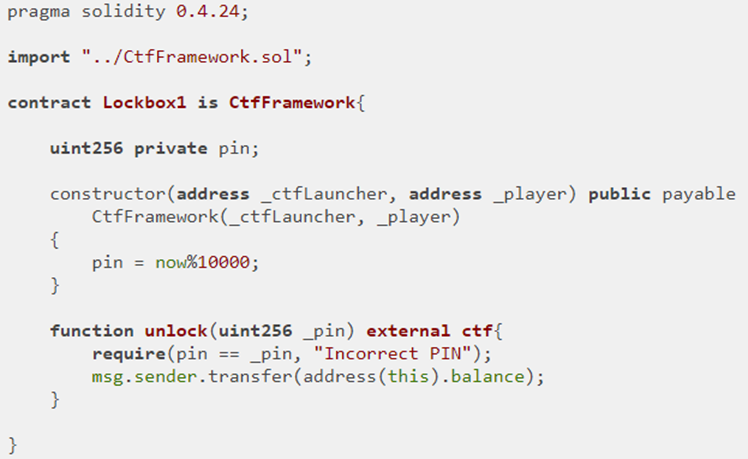 pragma solidity 0.4.24;
import "../CtfFramework.sol";
contract Lockbox1 is CtfFramework{
uint256 private pin;
constructor(address _ctfLauncher, address _player) public payable
CtfFramework(_ctfLauncher, _player)
{
pin = now%10000;
}
function unlock(uint256 _pin) external ctf{
require(pin == _pin, "Incorrect PIN");
msg.sender.transfer(address(this).balance);
}
}